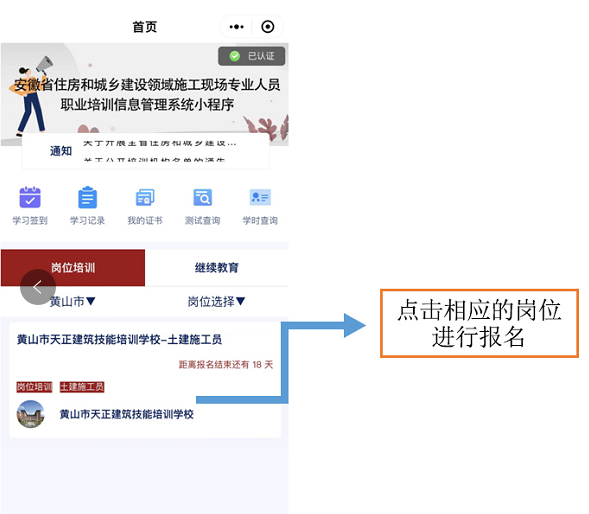 首页
已认证
安徽省住房和城乡建设领域施工现场专业人员
职业培训信息管理系统小程序
通知
关于开展全省住房和城乡建设...
关于公开培训机构名单的通告
学习签到
学习记录
我的证书
测试查询
学时查询
岗位培训
继续教育
黄山市▼
岗位选择▼
黄山市天正建筑技能培训学校-土建施工员
距离报名结束还有 18 天
岗位培训 土建施工员
黄山市天正建筑技能培训学校
点击相应的岗位
进行报名